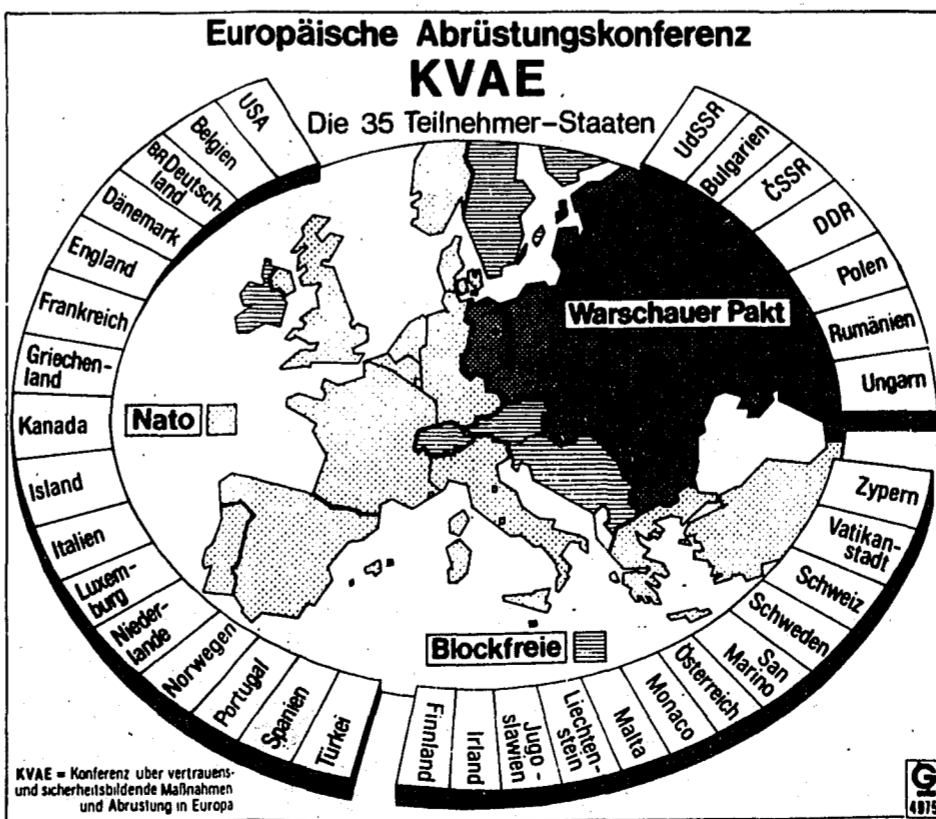 Europäische Abrüstungskonferenz
KVAE
Die 35 Teilnehmer-Staaten
USA
Belgien
BR Deutsch-
land
Dänemark
England
Frankreich
Griechen-
land
Kanada
Island
Italien
Luxem-
burg
Nieder-
lande
Norwegen
Portugal
Spanien
Türkei
UdSSR
Bulgarien
ČSSR
DDR
Polen
Rumänien
Ungarn
Zypern
Vatikan-
stadt
Schweiz
Schweden
San
Marino
Österreich
Monaco
Malta
Liechten-
stein
Jugo-
slawien
Irland
Finnland
Warschauer Pakt
Nato
Blockfreie
KVAE = Konferenz uber vertrauens-
und sicherheitsbildende Maßnahmen
und Abrustung in Europa
G
4975